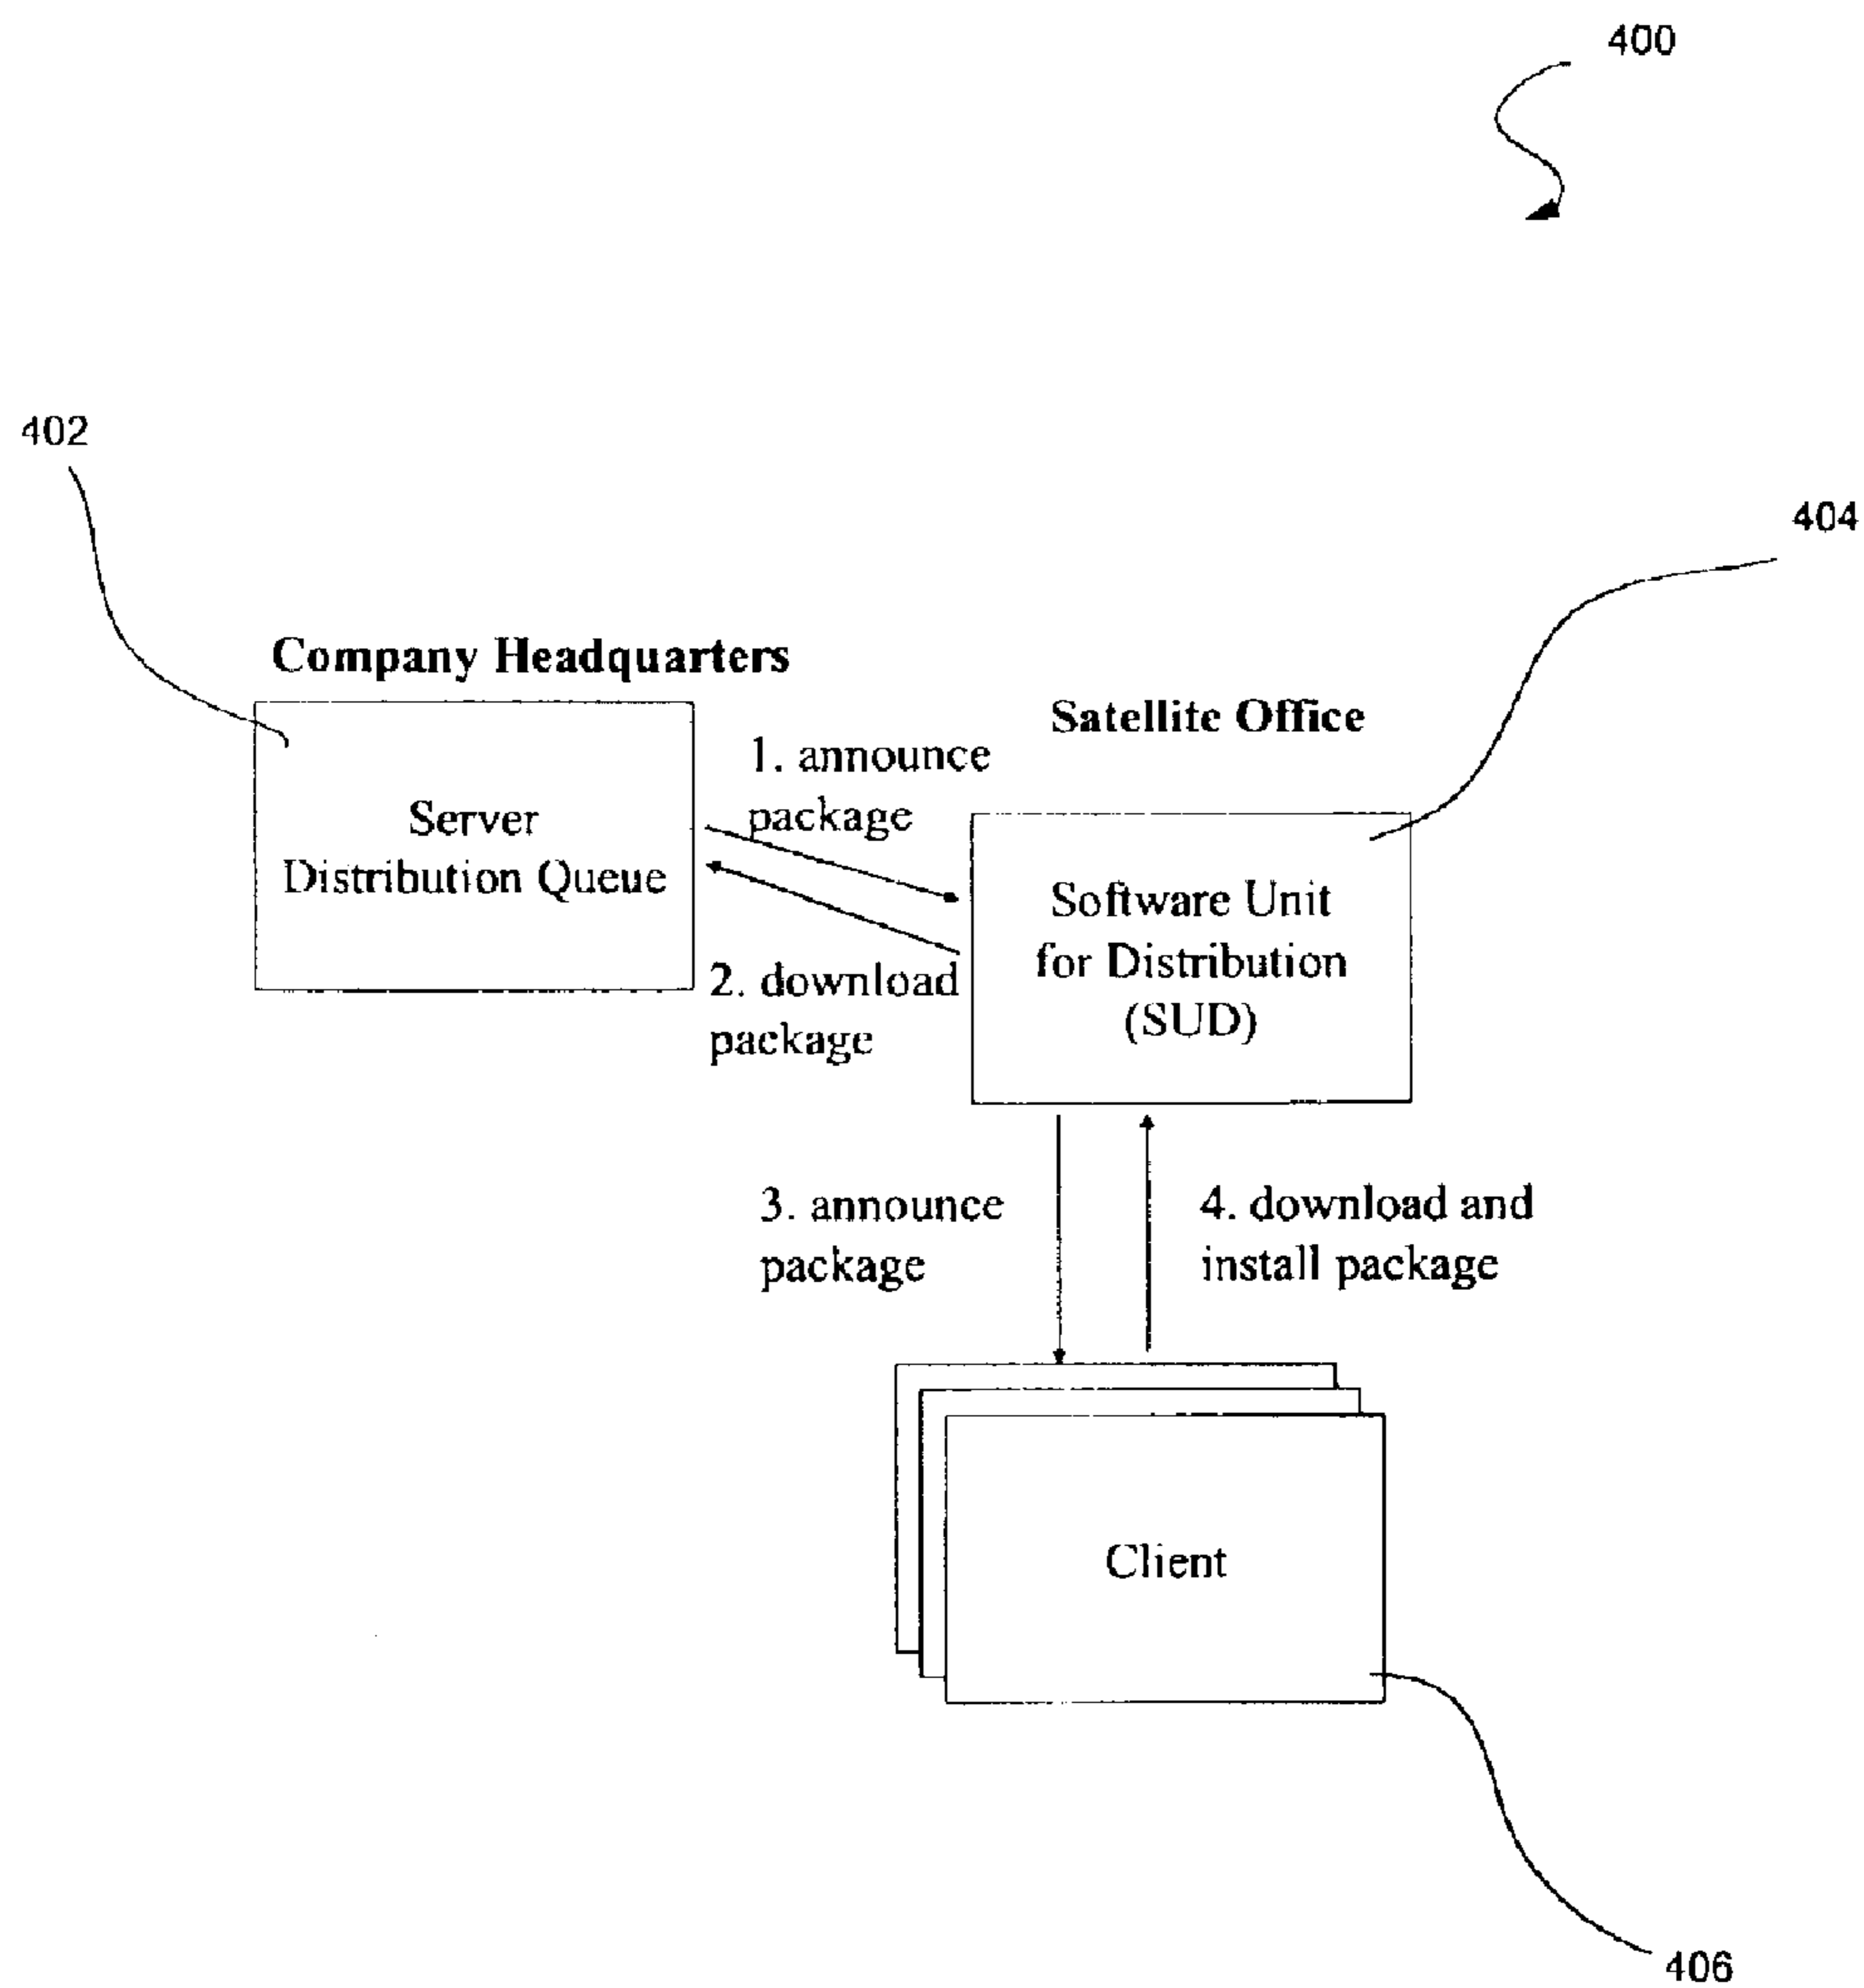 400
402
404
Company Headquarters
Satellite Office
1. announce
package
Server
Distribution Queue
Software Unit
for Distribution
(SUD)
2. download
package
3. announce
package
4. download and
install package
Client
406